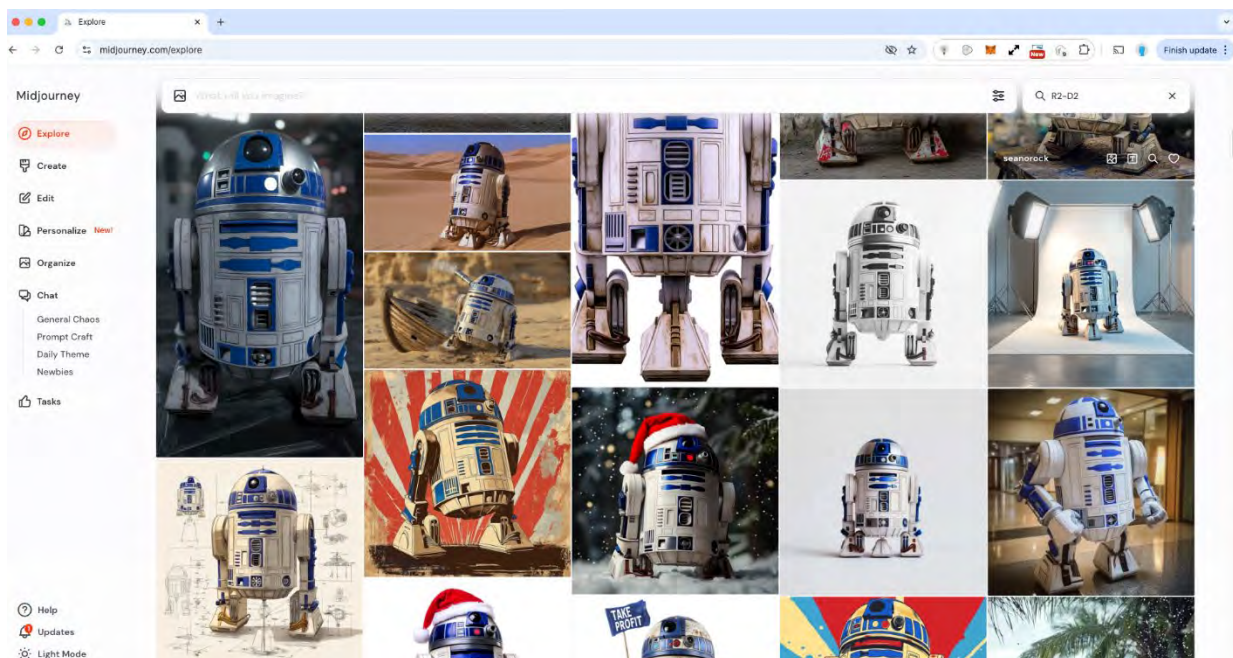 Explore
midjourney.com/explore
New
Finish update
Midjourney
What will you imagine?
R2-D2
Explore
Create
Edit
Personalize New!
Organize
Chat
General Chaos
Prompt Craft
Daily Theme
Newbies
Tasks
Help
Updates
Light Mode
seanorock
TAKE
PROFIT